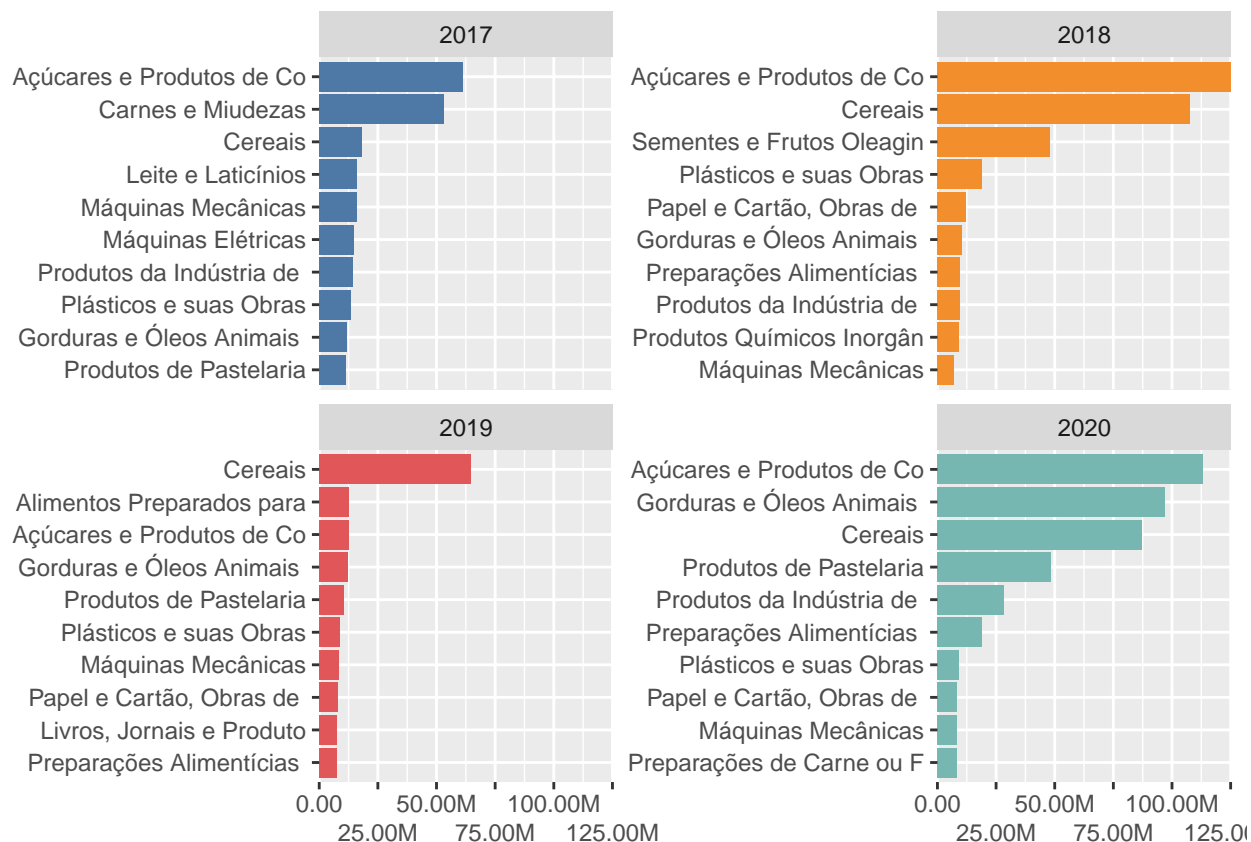 2017
Açúcares e Produtos de Co
Carnes e Miudezas
Cereais
Leite e Laticínios
Máquinas Mecânicas
Máquinas Elétricas
Produtos da Indústria de
Plásticos e suas Obras
Gorduras e Óleos Animais
Produtos de Pastelaria
2018
Açúcares e Produtos de Co
Cereais
Sementes e Frutos Oleagin
Plásticos e suas Obras
Papel e Cartão, Obras de
Gorduras e Óleos Animais
Preparações Alimentícias
Produtos da Indústria de
Produtos Químicos Inorgân
Máquinas Mecânicas
2019
Cereais
Alimentos Preparados para
Açúcares e Produtos de Co
Gorduras e Óleos Animais
Produtos de Pastelaria
Plásticos e suas Obras
Máquinas Mecânicas
Papel e Cartão, Obras de
Livros, Jornais e Produto
Preparações Alimentícias
0.00 50.00M 100.00M
25.00M 75.00M 125.00M
2020
Açúcares e Produtos de Co
Gorduras e Óleos Animais
Cereais
Produtos de Pastelaria
Produtos da Indústria de
Preparações Alimentícias
Plásticos e suas Obras
Papel e Cartão, Obras de
Máquinas Mecânicas
Preparações de Carne ou F
0.00 50.00M 100.00M
25.00M 75.00M 125.0